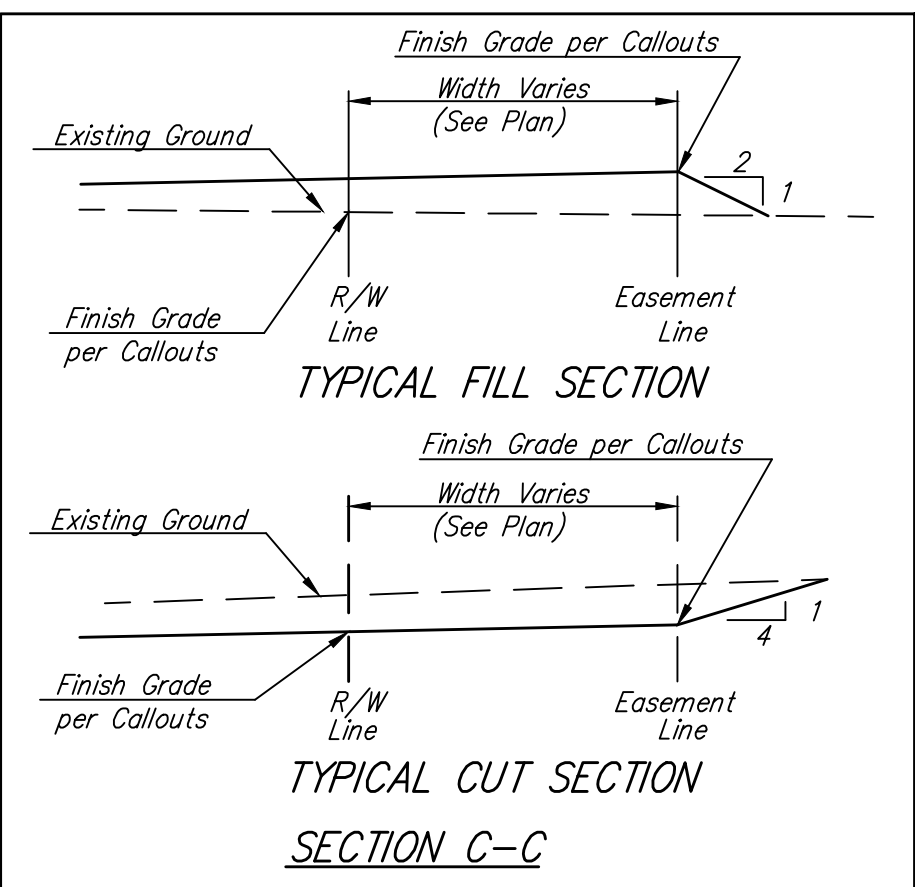 Finish Grade per Callouts
Width Varies
(See Plan)
Existing Ground
2
1
R/W
Line
Easement
Line
Finish Grade
per Callouts
TYPICAL FILL SECTION
Finish Grade per Callouts
Width Varies
(See Plan)
Existing Ground
1
4
Finish Grade
per Callouts
R/W
Line
Easement
Line
TYPICAL CUT SECTION
SECTION C-C